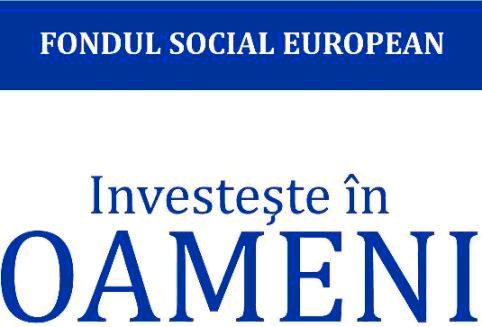 FONDUL SOCIAL EUROPEAN
Investește în
OAMENI